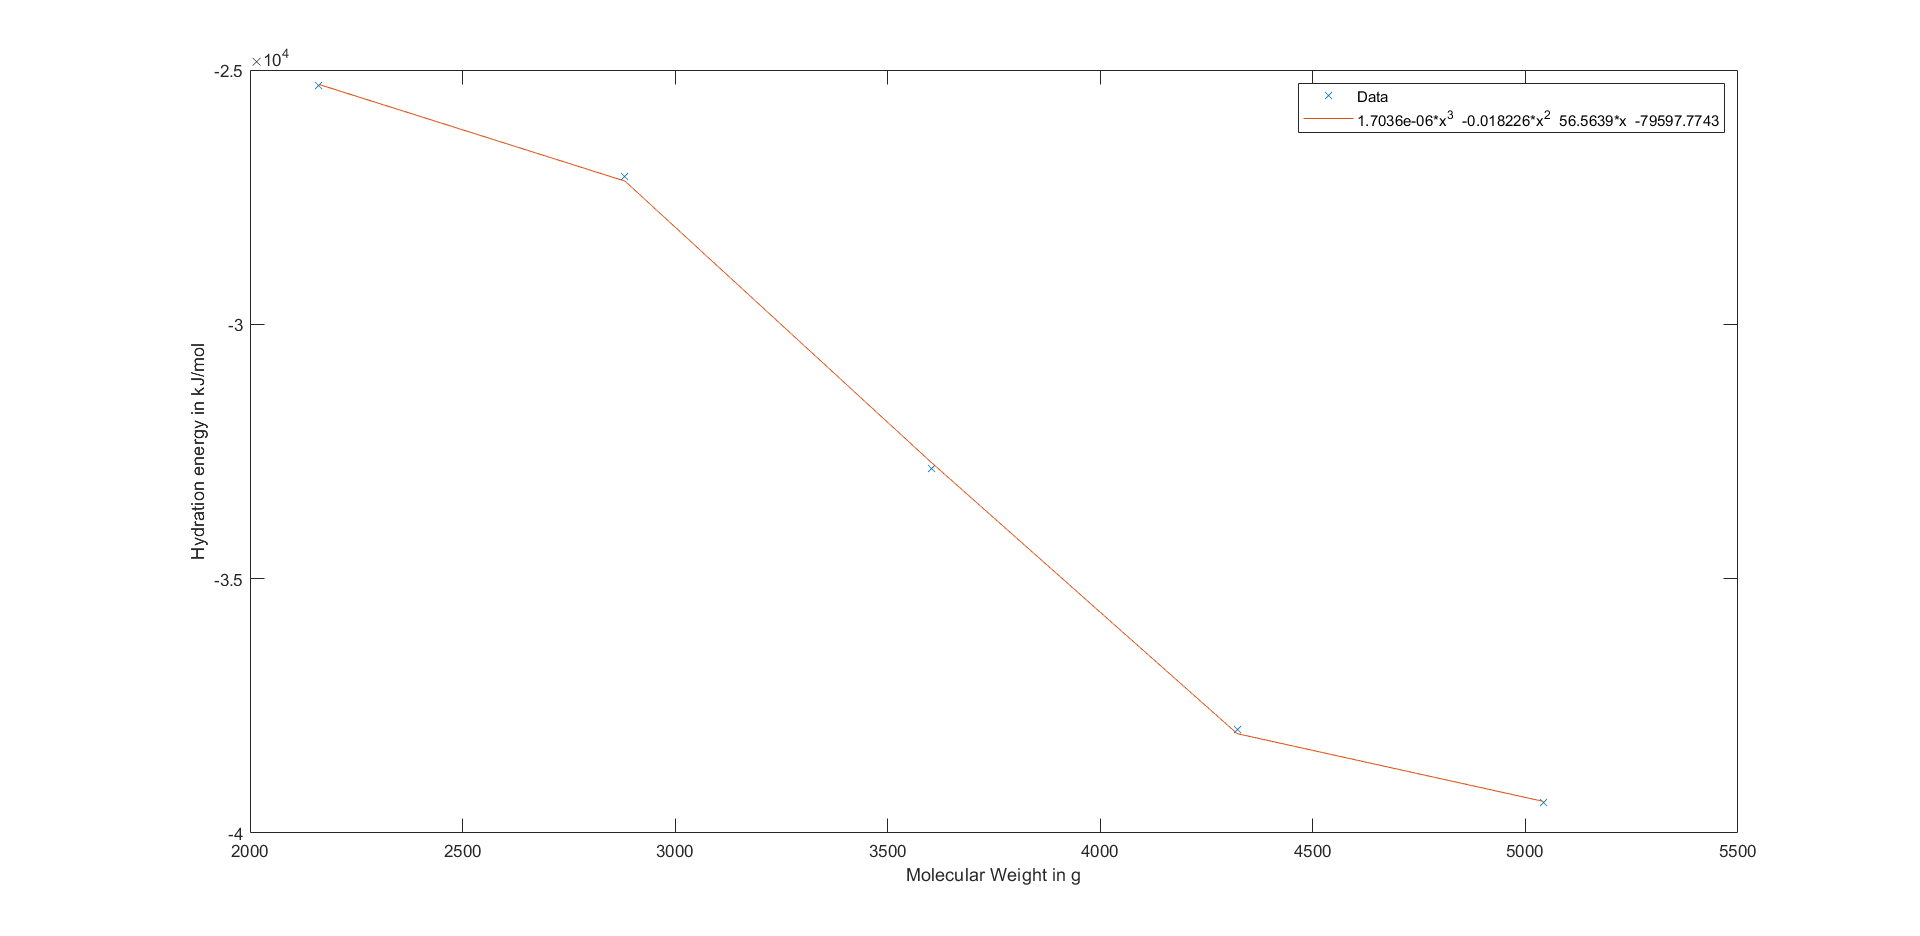 ×10^4
-2.5
-3
-3.5
-4
Hydration energy in kJ/mol
2000 2500 3000 3500 4000 4500 5000 5500
Molecular Weight in g
Data
1.7036e-06*x^3 -0.018226*x^2 56.5639*x -79597.7743